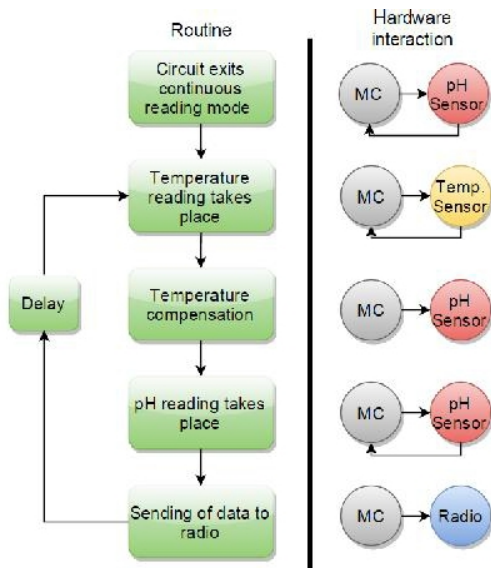 Routine
Hardware
interaction
Circuit exits
continuous
reading mode
MC
pH
Sensor
Temperature
reading takes
place
MC
Temp.
Sensor
Delay
Temperature
compensation
MC
pH
Sensor
pH reading takes
place
MC
pH
Sensor
Sending of data to
radio
MC
Radio